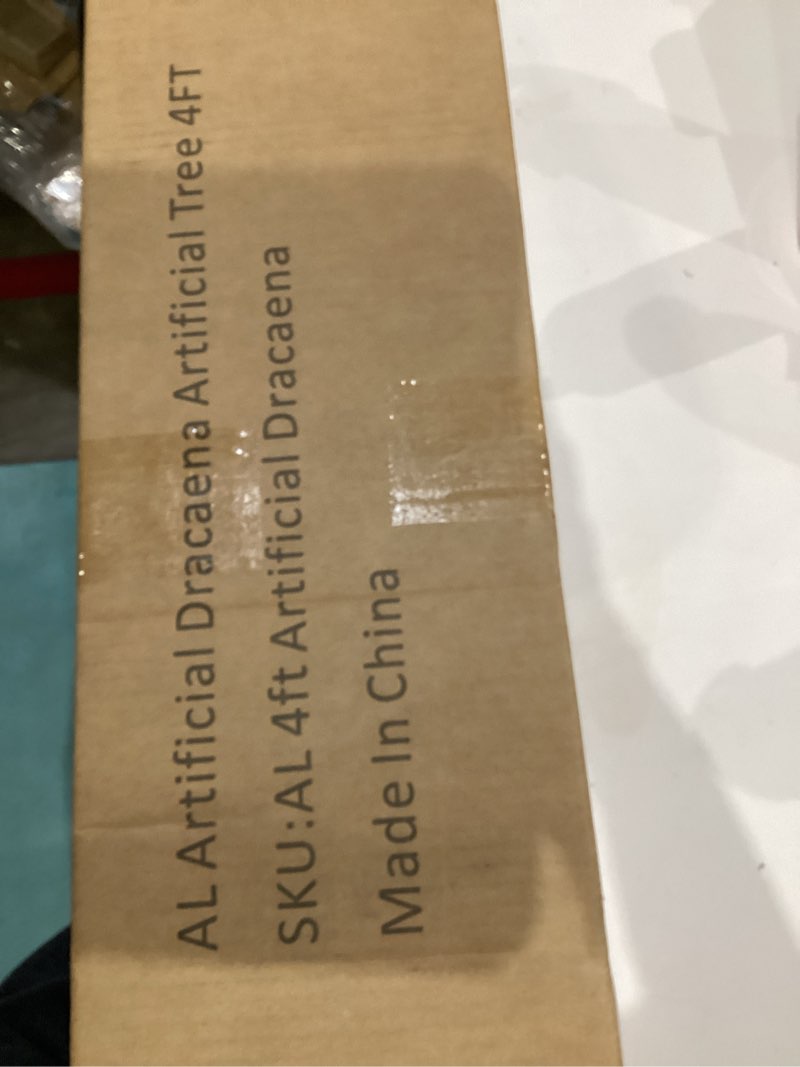 AL Artificial Dracaena Artificial Tree 4FT
SKU:AL 4ft Artificial Dracaena
Made In China